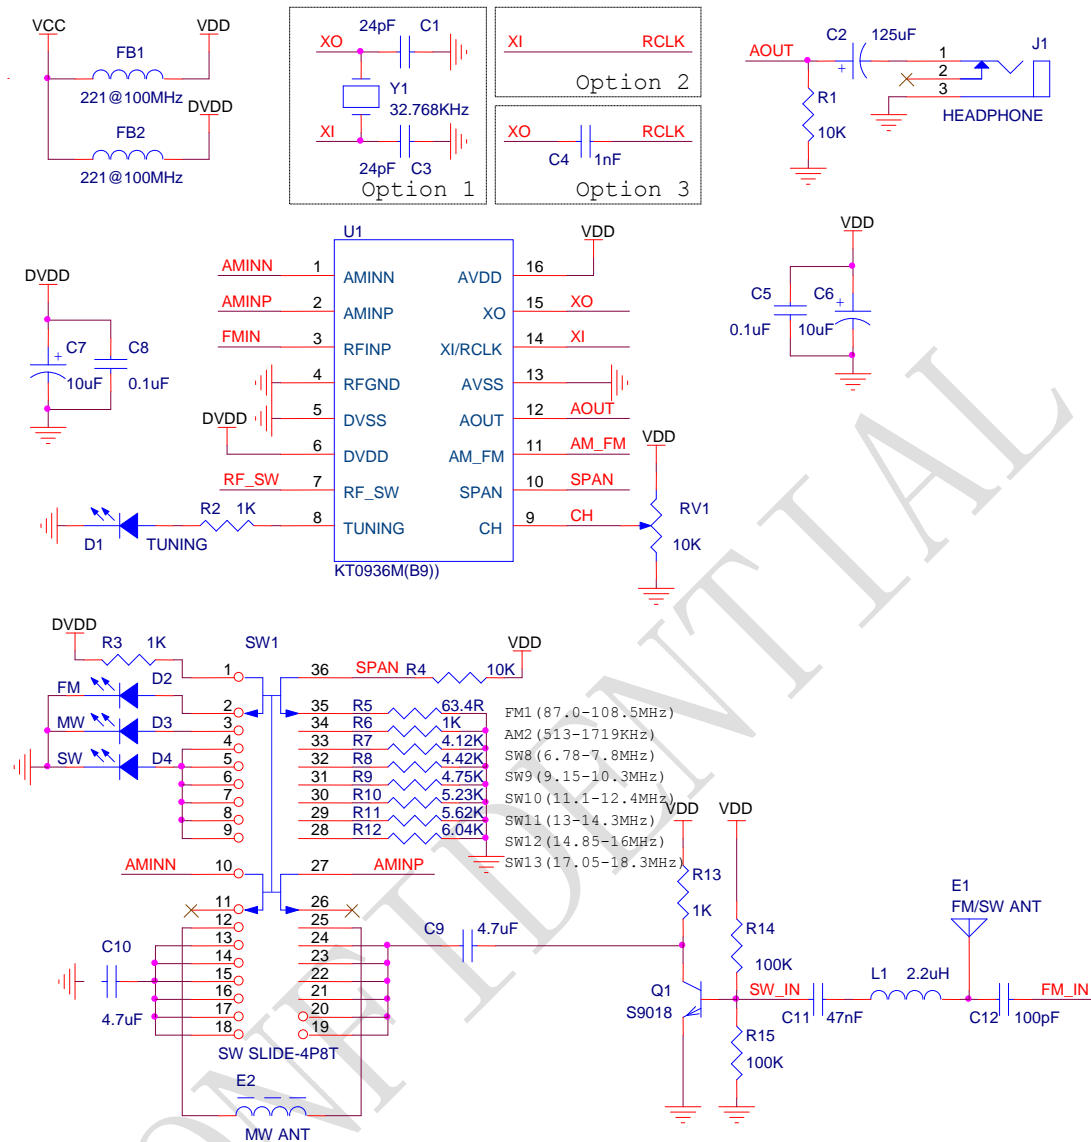 VCC
VDD
FB1
221@100MHz
DVDD
FB2
221@100MHz
XO
24pF
C1
Y1
32.768KHz
XI
24pF
C3
Option 1
XI
RCLK
Option 2
XO
RCLK
C4
1nF
Option 3
AOUT
C2
125uF
1
2
3
J1
R1
10K
HEADPHONE
DVDD
C7
10uF
C8
0.1uF
U1
AMINN 1 AMINN
AMINP 2 AMINP
FMIN 3 RFINP
4 RFGND
5 DVSS
DVDD 6 DVDD
RF_SW 7 RF_SW
8 TUNING
AVDD 16 VDD
XO 15 XO
XI/RCLK 14 XI
AVSS 13
AOUT 12 AOUT
AM_FM 11 AM_FM
SPAN 10 SPAN
CH 9 CH
KT0936M(B9))
D1
TUNING
R2 1K
VDD
RV1
10K
VDD
C5
0.1uF
C6
10uF
DVDD
R3 1K
SW1
FM D2
MW D3
SW D4
1
2
3
4
5
6
7
8
9
36 SPAN R4 10K VDD
35 R5 63.4R
34 R6 1K
33 R7 4.12K
32 R8 4.42K
31 R9 4.75K
30 R10 5.23K
29 R11 5.62K
28 R12 6.04K
FM1(87.0-108.5MHz)
AM2(513-1719KHz)
SW8(6.78-7.8MHz)
SW9(9.15-10.3MHz)
SW10(11.1-12.4MHz)
SW11(13-14.3MHz)
SW12(14.85-16MHz)
SW13(17.05-18.3MHz)
AMINN 10
11
12
13
14
15
16
17
18
27 AMINP
26
25
24
23
22
21
20
19
C10
4.7uF
SW SLIDE-4P8T
E2
MW ANT
C9
4.7uF
VDD
R13
1K
VDD
R14
100K
Q1
S9018
R15
100K
SW_IN
C11
47nF
L1
2.2uH
E1
FM/SW ANT
C12
100pF
FM_IN
ONFIDENTIAL